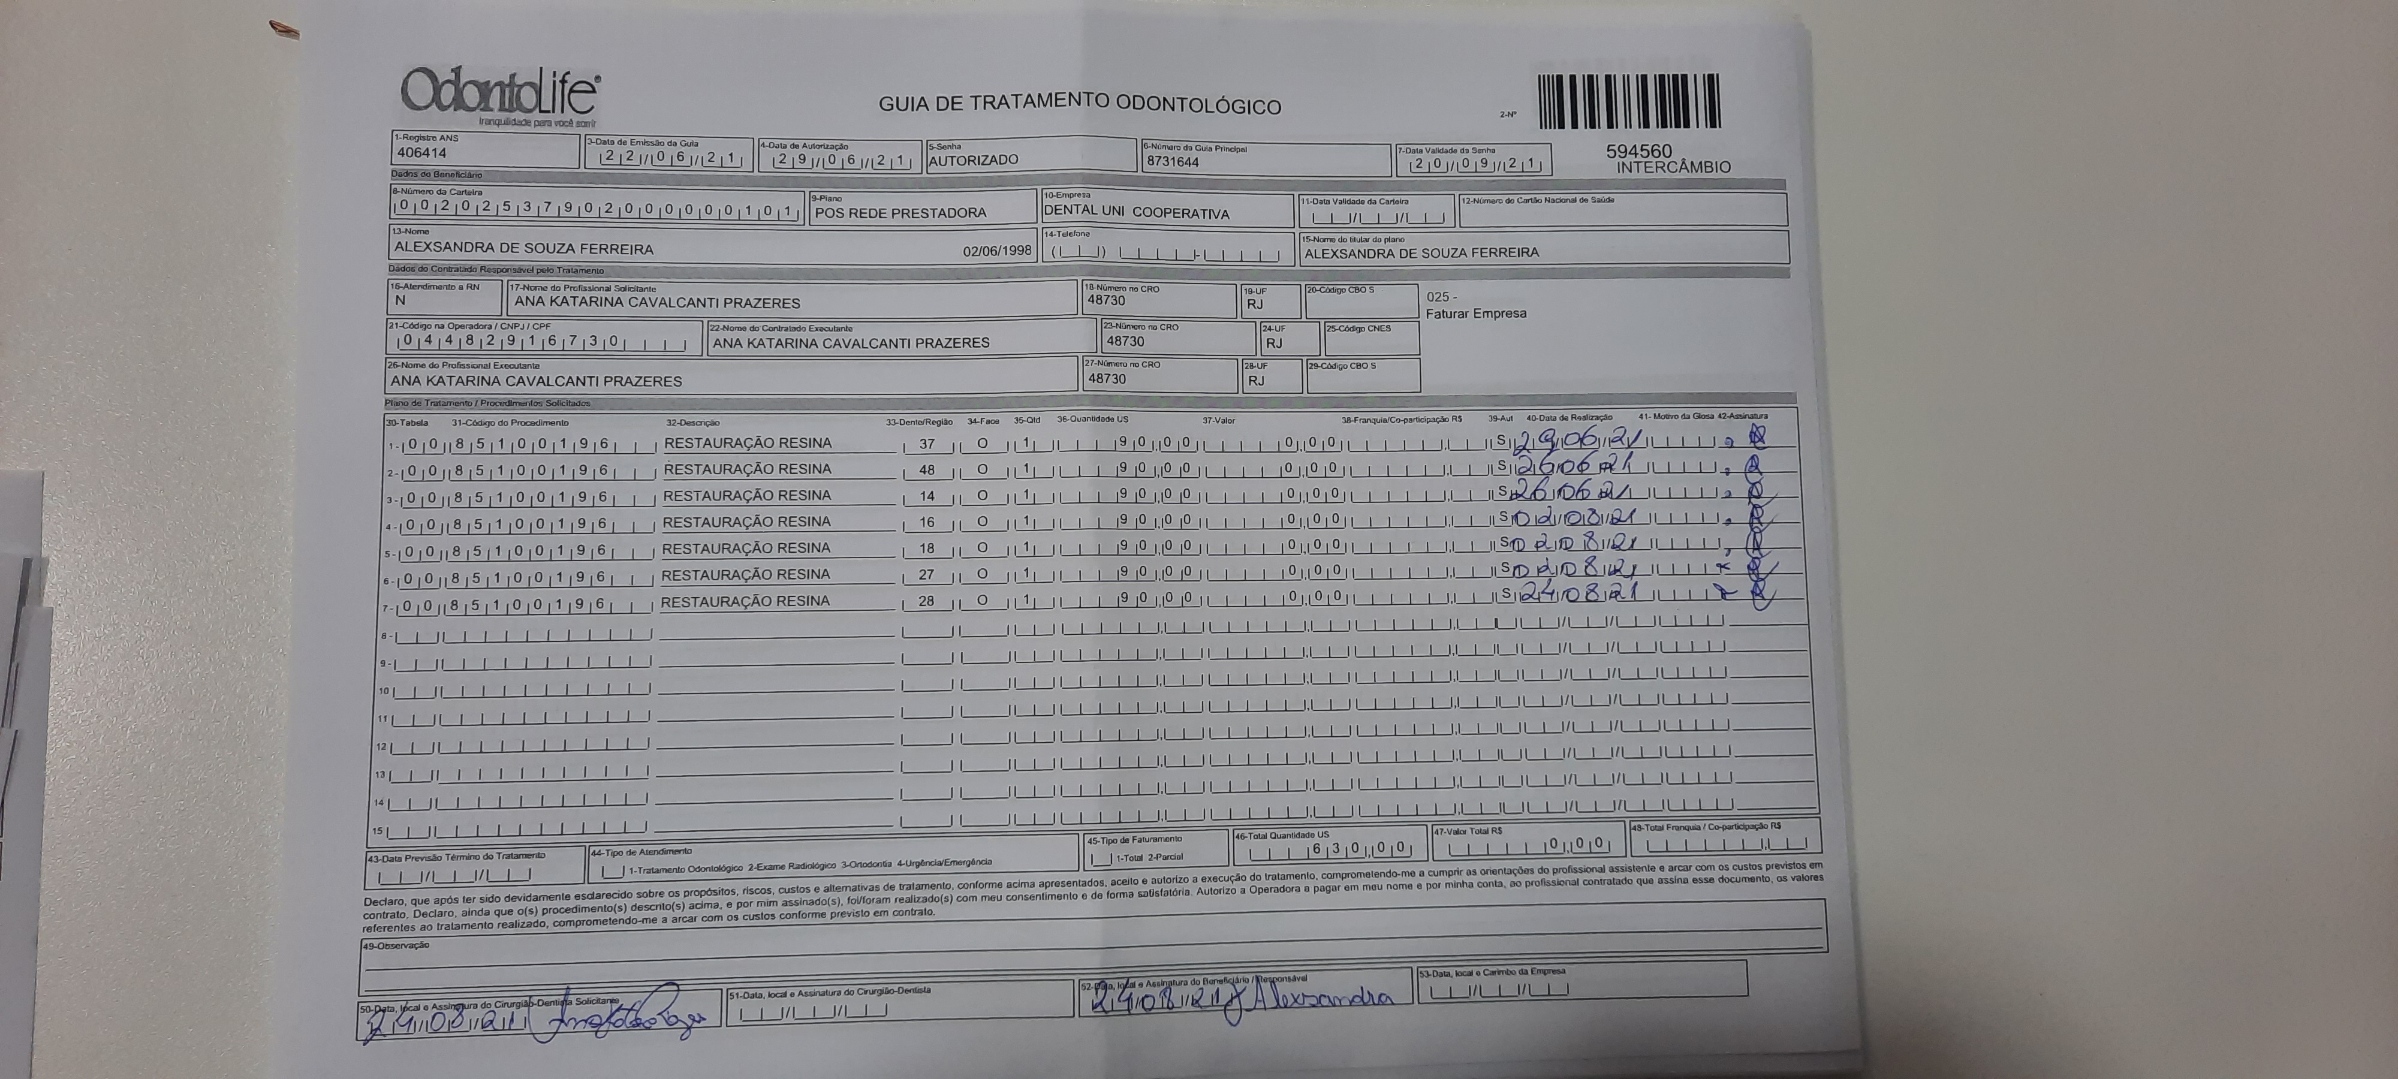 OdontoLife®
tranquilidade para você sorrir
GUIA DE TRATAMENTO ODONTOLÓGICO
2-Nº
594560
INTERCÂMBIO
1-Registro ANS 3-Data de Emissão da Guia 4-Data de Autorização 5-Senha 6-Número da Guia Principal 7-Data Validade da Senha
406414 22/06/21 29/06/21 AUTORIZADO 8731644 20/09/21
Dados do Beneficiário
8-Número da Carteira 9-Plano 10-Empresa 11-Data Validade da Carteira 12-Número do Cartão Nacional de Saúde
00202537902000000101 POS REDE PRESTADORA DENTAL UNI COOPERATIVA
13-Nome 14-Telefone 15-Nome do titular do plano
ALEXSANDRA DE SOUZA FERREIRA 02/06/1998 ALEXSANDRA DE SOUZA FERREIRA
Dados do Contratado Responsável pelo Tratamento
16-Atendimento a RN 17-Nome do Profissional Solicitante 18-Número no CRO 19-UF 20-Código CBO S
N ANA KATARINA CAVALCANTI PRAZERES 48730 RJ
025 -
Faturar Empresa
21-Código na Operadora / CNPJ / CPF 22-Nome do Contratado Executante 23-Número no CRO 24-UF 25-Código CNES
04482916730 ANA KATARINA CAVALCANTI PRAZERES 48730 RJ
26-Nome do Profissional Executante 27-Número no CRO 28-UF 29-Código CBO S
ANA KATARINA CAVALCANTI PRAZERES 48730 RJ
Plano de Tratamento / Procedimentos Solicitados
30-Tabela 31-Código do Procedimento 32-Descrição 33-Dente/Região 34-Face 35-Qtd 36-Quantidade US 37-Valor 38-Franquia/Co-participação R$ 39-Aut 40-Data de Realização 41- Motivo da Glosa 42-Assinatura
1- 00 85100196 RESTAURAÇÃO RESINA 37 O 1 90,00 0,00 S 29 06 21
2- 00 85100196 RESTAURAÇÃO RESINA 48 O 1 90,00 0,00 S 26 06 21
3- 00 85100196 RESTAURAÇÃO RESINA 14 O 1 90,00 0,00 S 26 06 21
4- 00 85100196 RESTAURAÇÃO RESINA 16 O 1 90,00 0,00 S 02 08 21
5- 00 85100196 RESTAURAÇÃO RESINA 18 O 1 90,00 0,00 S 02 08 21
6- 00 85100196 RESTAURAÇÃO RESINA 27 O 1 90,00 0,00 S 02 08 21
7- 00 85100196 RESTAURAÇÃO RESINA 28 O 1 90,00 0,00 S 24 08 21
8-
9-
10
11
12
13
14
15
43-Data Previsão Término do Tratamento 44-Tipo de Atendimento 45-Tipo de Faturamento 46-Total Quantidade US 47-Valor Total R$ 48-Total Franquia / Co-participação R$
1-Tratamento Odontológico 2-Exame Radiológico 3-Ortodontia 4-Urgência/Emergência 1-Total 2-Parcial 630,00 0,00
Declaro, que após ter sido devidamente esclarecido sobre os propósitos, riscos, custos e alternativas de tratamento, conforme acima apresentados, aceito e autorizo a execução do tratamento, comprometendo-me a cumprir as orientações do profissional assistente e arcar com os custos previstos em
contrato. Declaro, ainda que o(s) procedimento(s) descrito(s) acima, e por mim assinado(s), foi/foram realizado(s) com meu consentimento e de forma satisfatória. Autorizo a Operadora a pagar em meu nome e por minha conta, ao profissional contratado que assina esse documento, os valores
referentes ao tratamento realizado, comprometendo-me a arcar com os custos conforme previsto em contrato.
49-Observação
50-Data, local e Assinatura do Cirurgião-Dentista Solicitante 51-Data, local e Assinatura do Cirurgião-Dentista 52-Data, local e Assinatura do Beneficiário / Responsável 53-Data, local e Carimbo da Empresa
24 08 21 24 08 21 Alexsandra